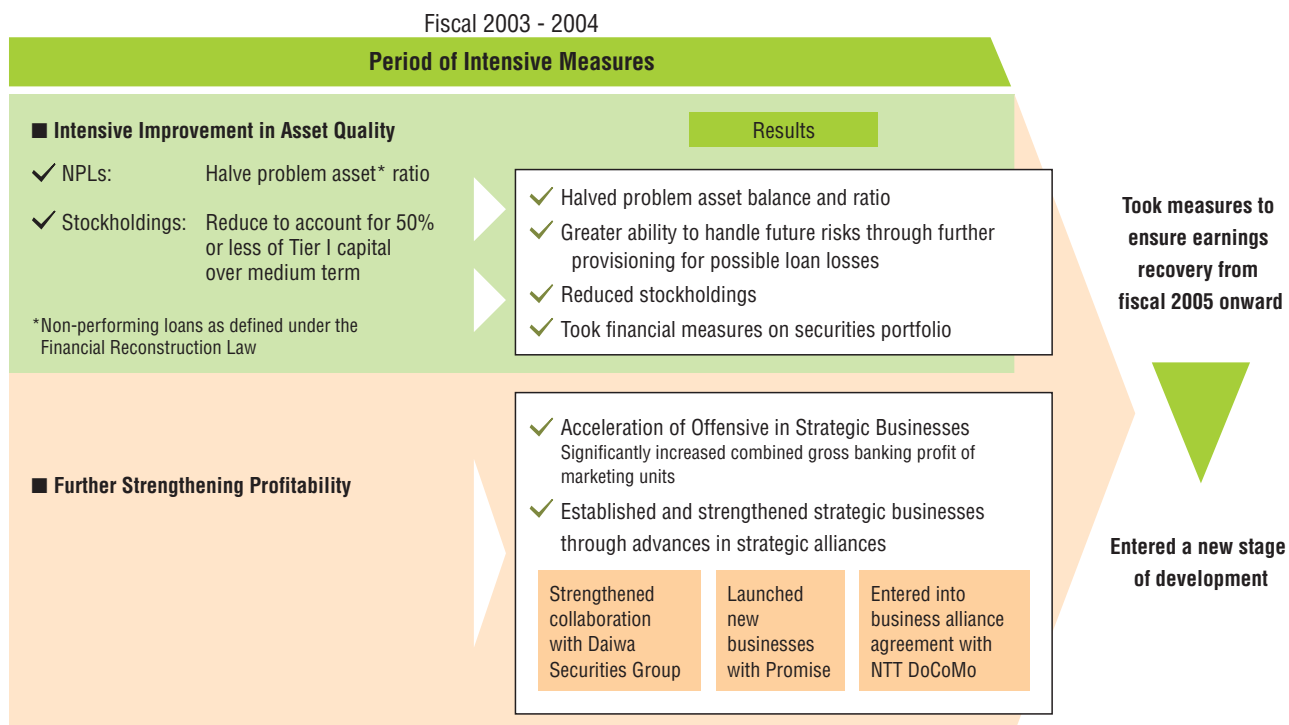 Fiscal 2003 - 2004
Period of Intensive Measures
■ Intensive Improvement in Asset Quality
✓ NPLs: Halve problem asset* ratio
✓ Stockholdings: Reduce to account for 50%
or less of Tier I capital
over medium term
*Non-performing loans as defined under the
Financial Reconstruction Law
Results
✓ Halved problem asset balance and ratio
✓ Greater ability to handle future risks through further
provisioning for possible loan losses
✓ Reduced stockholdings
✓ Took financial measures on securities portfolio
■ Further Strengthening Profitability
✓ Acceleration of Offensive in Strategic Businesses
Significantly increased combined gross banking profit of
marketing units
✓ Established and strengthened strategic businesses
through advances in strategic alliances
Strengthened
collaboration
with Daiwa
Securities Group
Launched
new
businesses
with Promise
Entered into
business alliance
agreement with
NTT DoCoMo
Took measures to
ensure earnings
recovery from
fiscal 2005 onward
Entered a new stage
of development